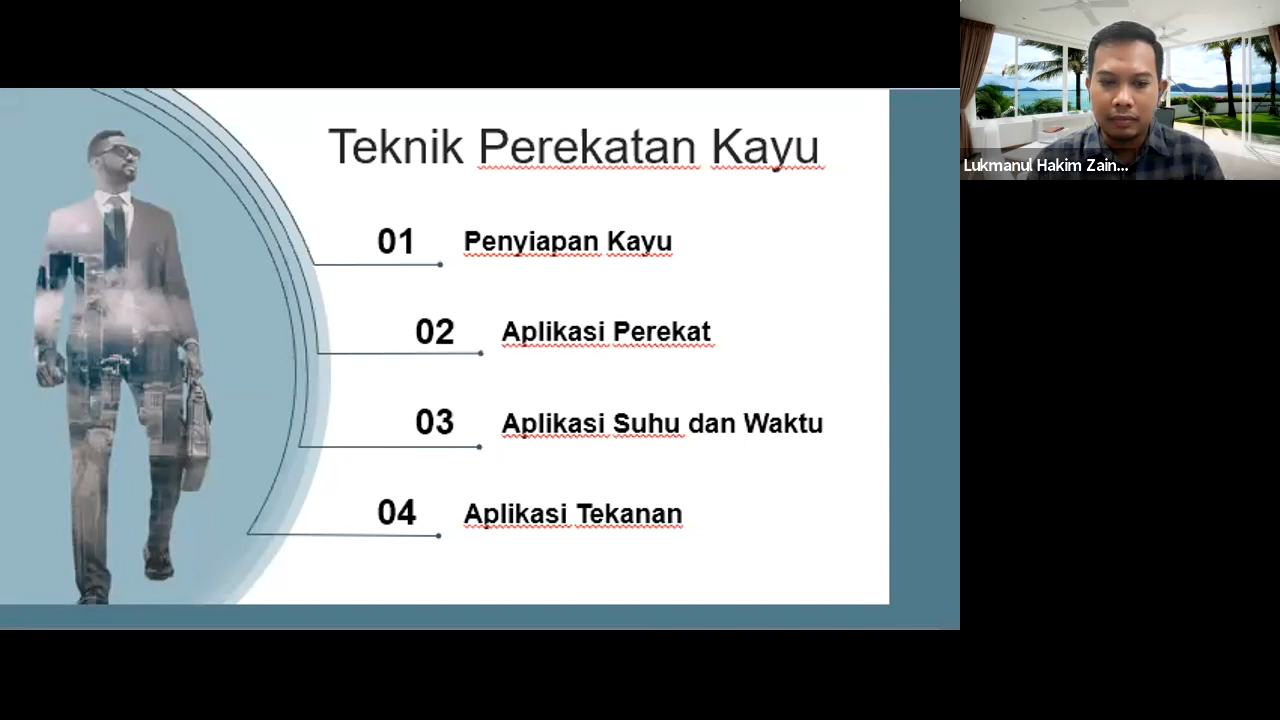 Teknik Perekatan Kayu
01 Penyiapan Kayu
02 Aplikasi Perekat
03 Aplikasi Suhu dan Waktu
04 Aplikasi Tekanan
Lukmanul Hakim Zain...